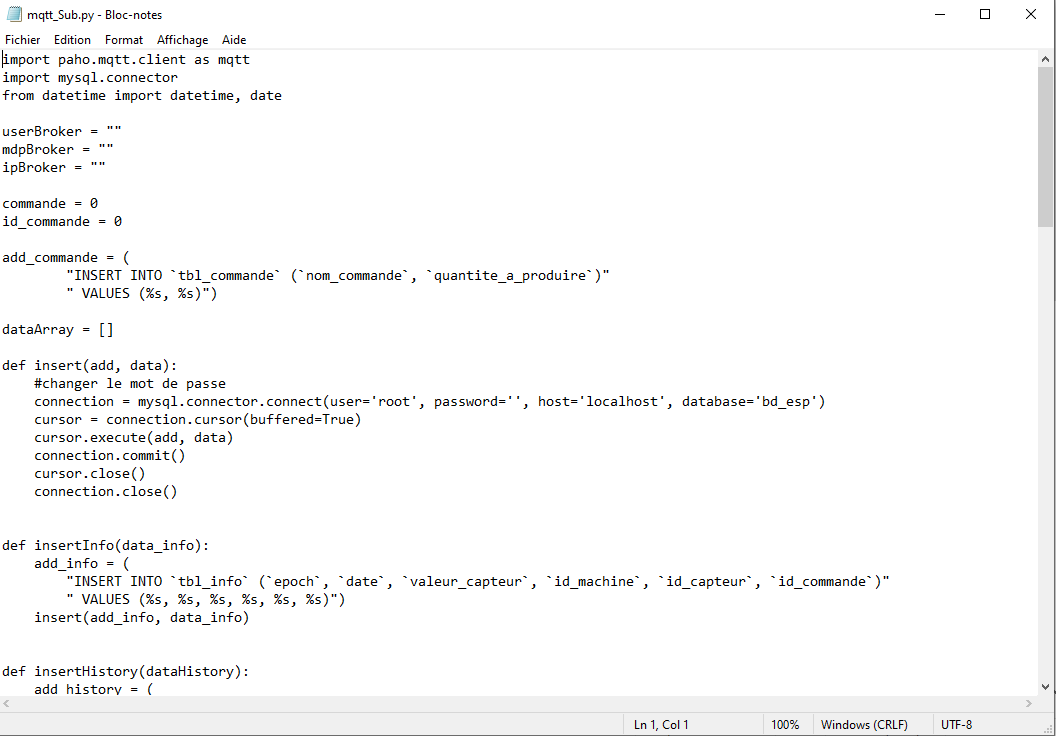 mqtt_Sub.py - Bloc-notes
Fichier Edition Format Affichage Aide
import paho.mqtt.client as mqtt
import mysql.connector
from datetime import datetime, date
userBroker = ""
mdpBroker = ""
ipBroker = ""
commande = 0
id_commande = 0
add_commande = (
        "INSERT INTO `tbl_commande` (`nom_commande`, `quantite_a_produire`)"
        " VALUES (%s, %s)")
dataArray = []
def insert(add, data):
    #changer le mot de passe
    connection = mysql.connector.connect(user='root', password='', host='localhost', database='bd_esp')
    cursor = connection.cursor(buffered=True)
    cursor.execute(add, data)
    connection.commit()
    cursor.close()
    connection.close()
def insertInfo(data_info):
    add_info = (
        "INSERT INTO `tbl_info` (`epoch`, `date`, `valeur_capteur`, `id_machine`, `id_capteur`, `id_commande`)"
        " VALUES (%s, %s, %s, %s, %s, %s)")
    insert(add_info, data_info)
def insertHistory(dataHistory):
    add_history = (
Ln 1, Col 1 100% Windows (CRLF) UTF-8